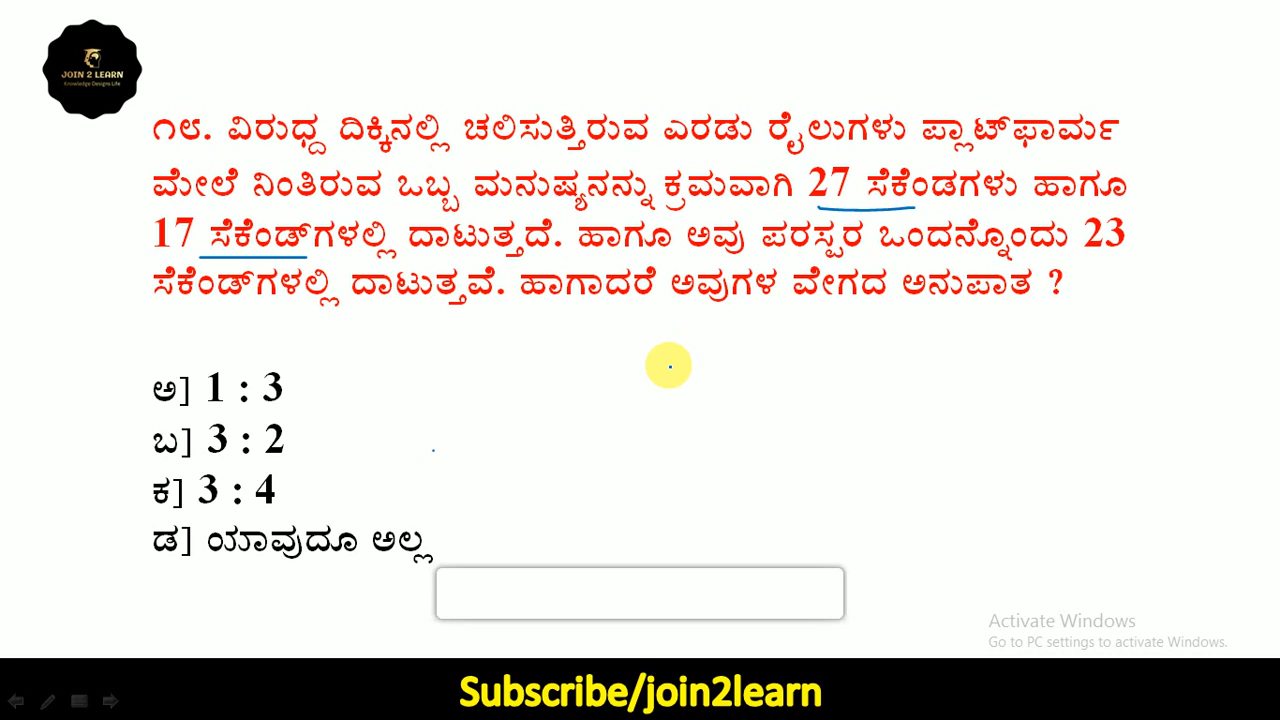 JOIN 2 LEARN
Knowledge Designs Life
೧೮. ವಿರುಧ್ದ ದಿಕ್ಕಿನಲ್ಲಿ ಚಲಿಸುತ್ತಿರುವ ಎರಡು ರೈಲುಗಳು ಪ್ಲಾಟ್‌ಫಾರ್ಮ
ಮೇಲೆ ನಿಂತಿರುವ ಒಬ್ಬ ಮನುಷ್ಯನನ್ನು ಕ್ರಮವಾಗಿ 27 ಸೆಕೆಂಡಗಳು ಹಾಗೂ
17 ಸೆಕೆಂಡ್‌ಗಳಲ್ಲಿ ದಾಟುತ್ತದೆ. ಹಾಗೂ ಅವು ಪರಸ್ಪರ ಒಂದನ್ನೊಂದು 23
ಸೆಕೆಂಡ್‌ಗಳಲ್ಲಿ ದಾಟುತ್ತವೆ. ಹಾಗಾದರೆ ಅವುಗಳ ವೇಗದ ಅನುಪಾತ ?
ಅ] 1 : 3
ಬ] 3 : 2
ಕ] 3 : 4
ಡ] ಯಾವುದೂ ಅಲ್ಲ
Activate Windows
Go to PC settings to activate Windows.
Subscribe/join2learn